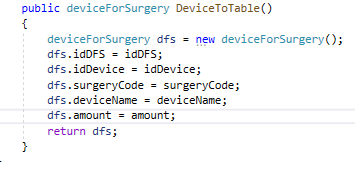 public deviceForSurgery DeviceToTable()
{
deviceForSurgery dfs = new deviceForSurgery();
dfs.idDFS = idDFS;
dfs.idDevice = idDevice;
dfs.surgeryCode = surgeryCode;
dfs.deviceName = deviceName;
dfs.amount = amount;
return dfs;
}